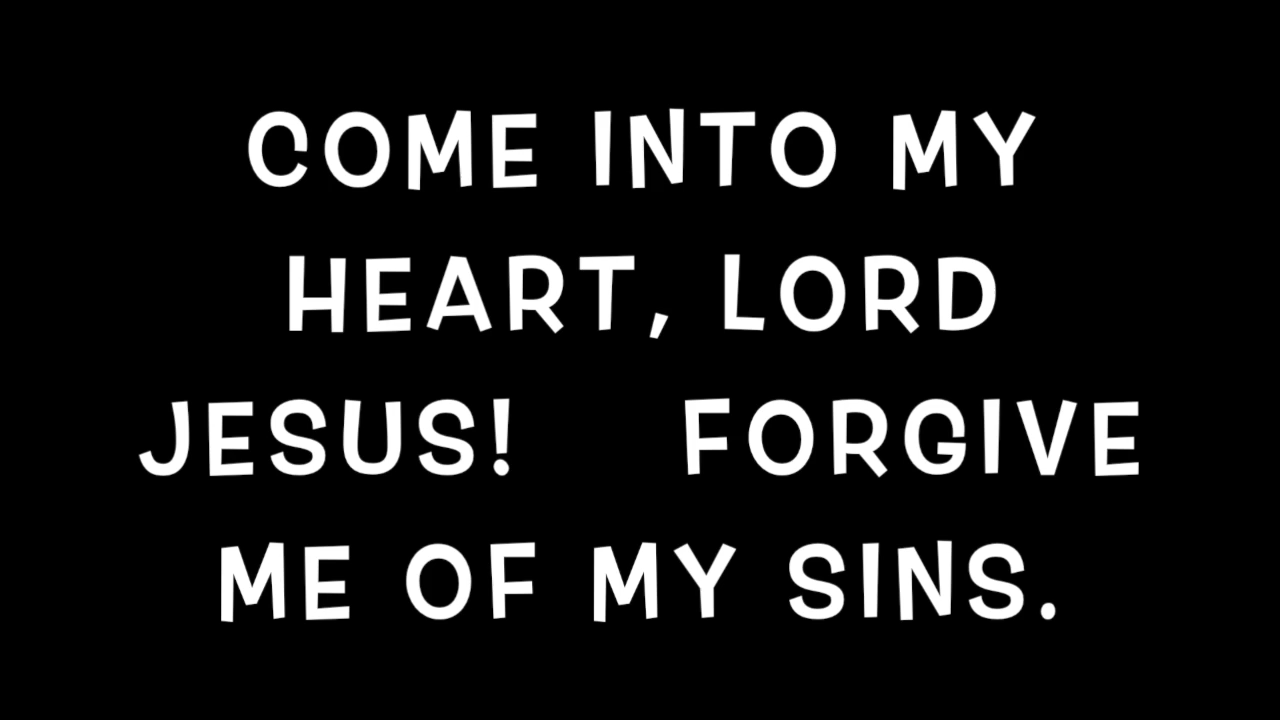 COME INTO MY
HEART, LORD
JESUS! FORGIVE
ME OF MY SINS.